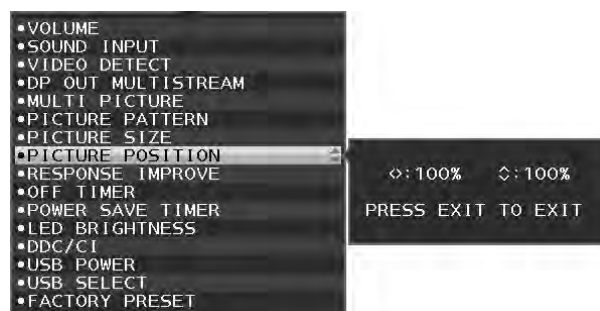 •VOLUME
•SOUND INPUT
•VIDEO DETECT
•DP OUT MULTISTREAM
•MULTI PICTURE
•PICTURE PATTERN
•PICTURE SIZE
•PICTURE POSITION
•RESPONSE IMPROVE
•OFF TIMER
•POWER SAVE TIMER
•LED BRIGHTNESS
•DDC/CI
•USB POWER
•USB SELECT
•FACTORY PRESET
:100% :100%
PRESS EXIT TO EXIT